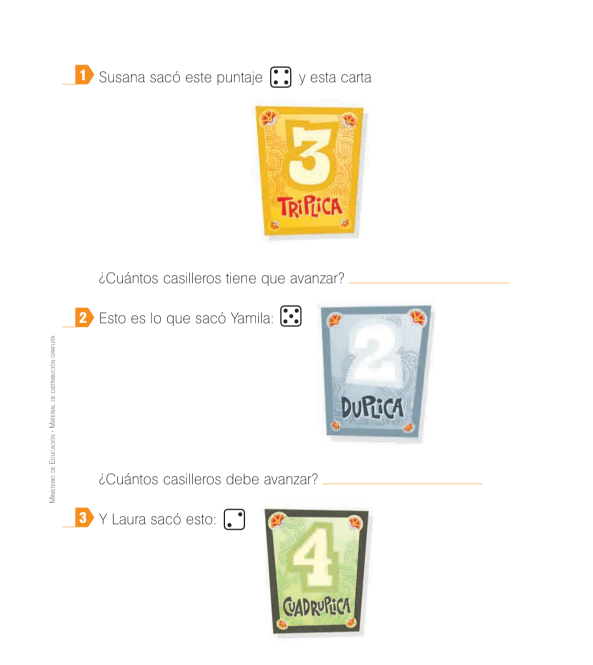 1 Susana sacó este puntaje y esta carta
3
TRIPLICA
¿Cuántos casilleros tiene que avanzar?
2 Esto es lo que sacó Yamila:
2
DUPLICA
¿Cuántos casilleros debe avanzar?
3 Y Laura sacó esto:
4
CUADRUPLICA
MINISTERIO DE EDUCACIÓN • MATERIAL DE DISTRIBUCIÓN GRATUITA